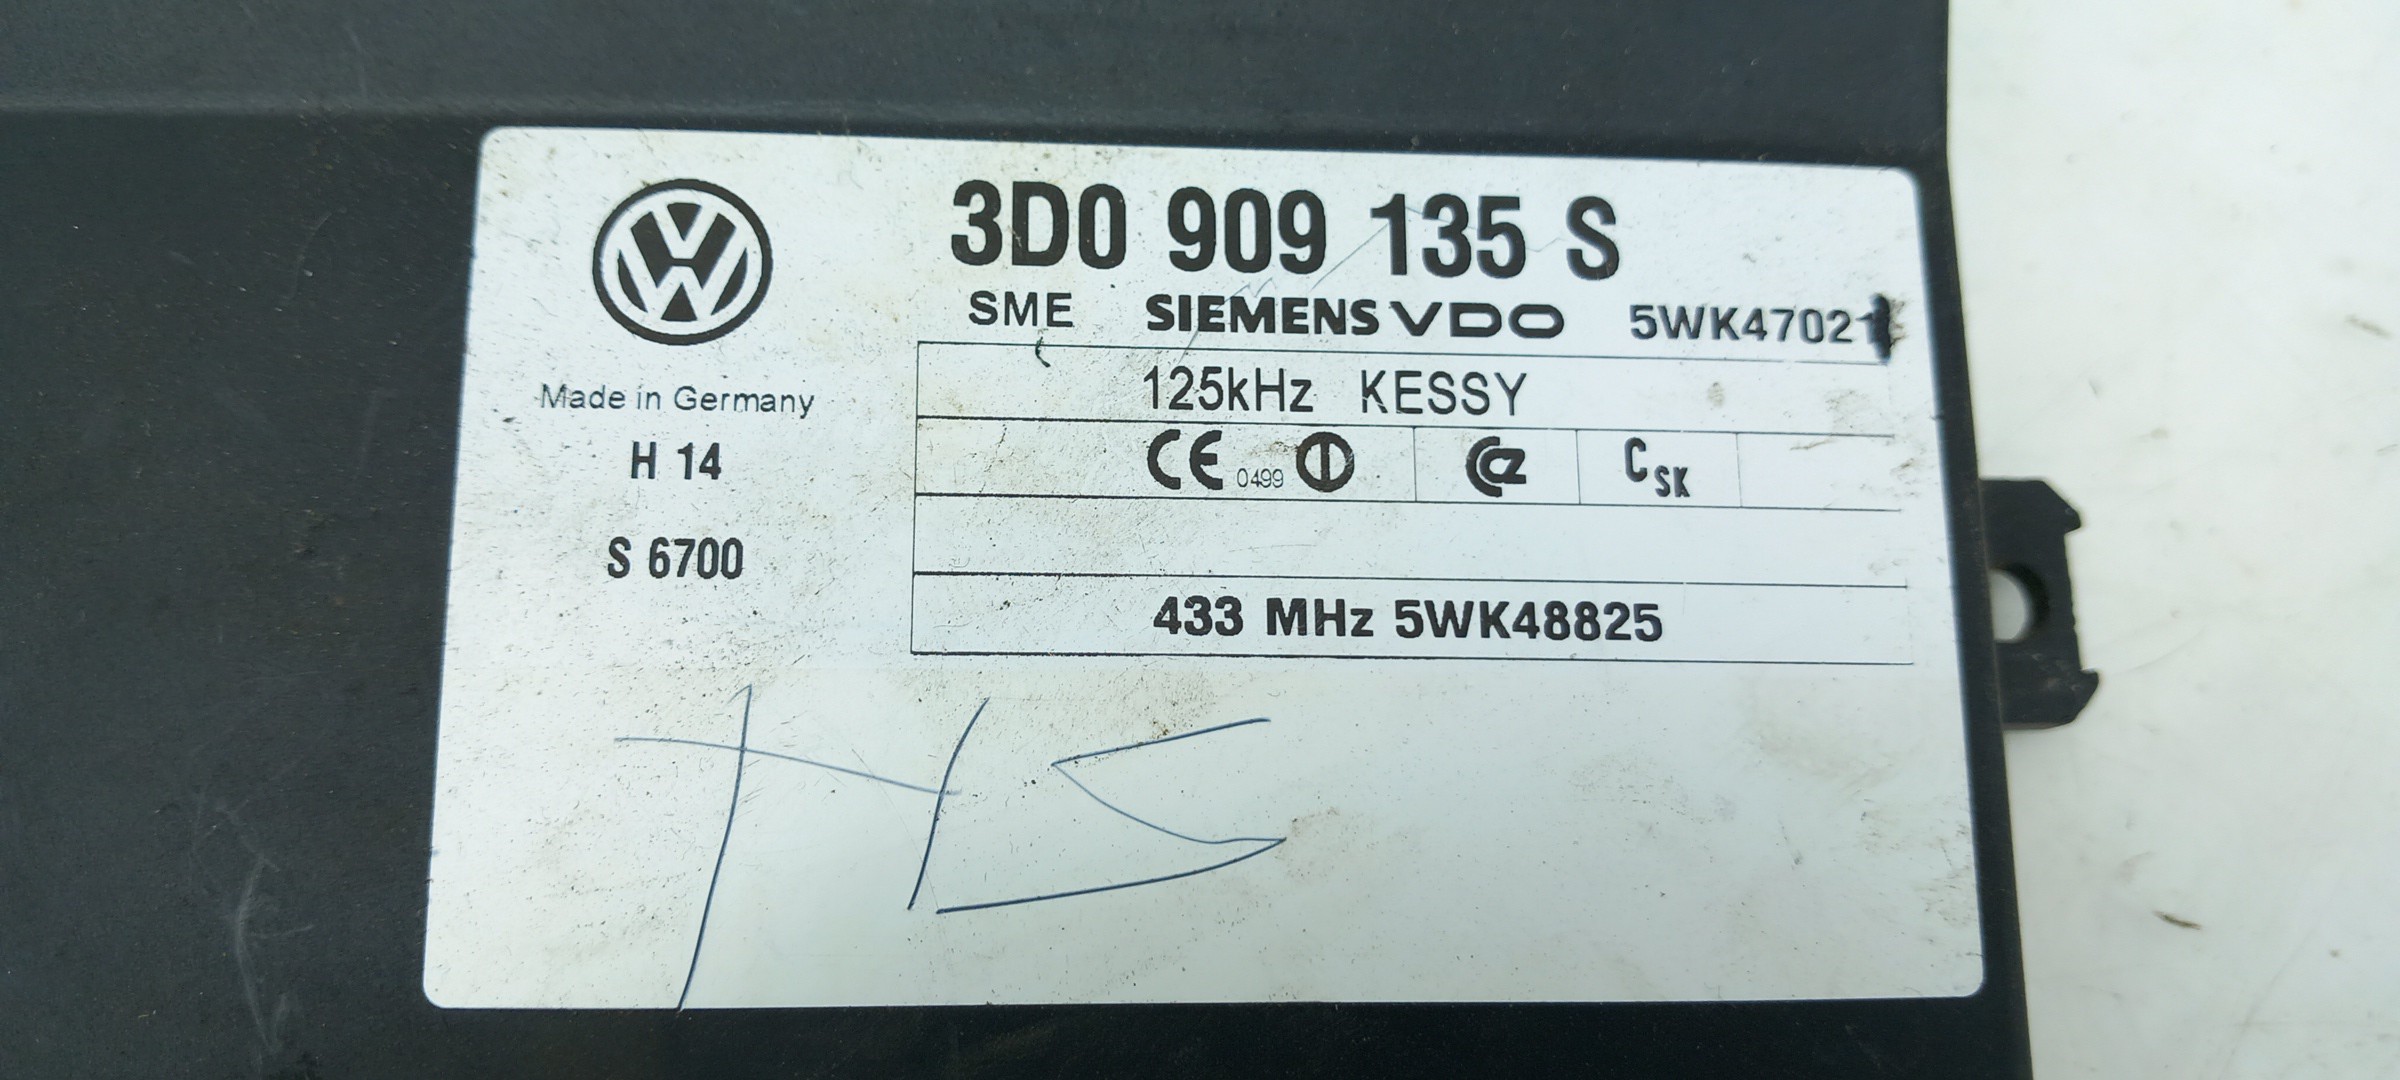 3D0 909 135 S
SME SIEMENS VDO 5WK47021
Made in Germany
125kHz KESSY
H 14
CE 0499
CSK
S 6700
433 MHz 5WK48825